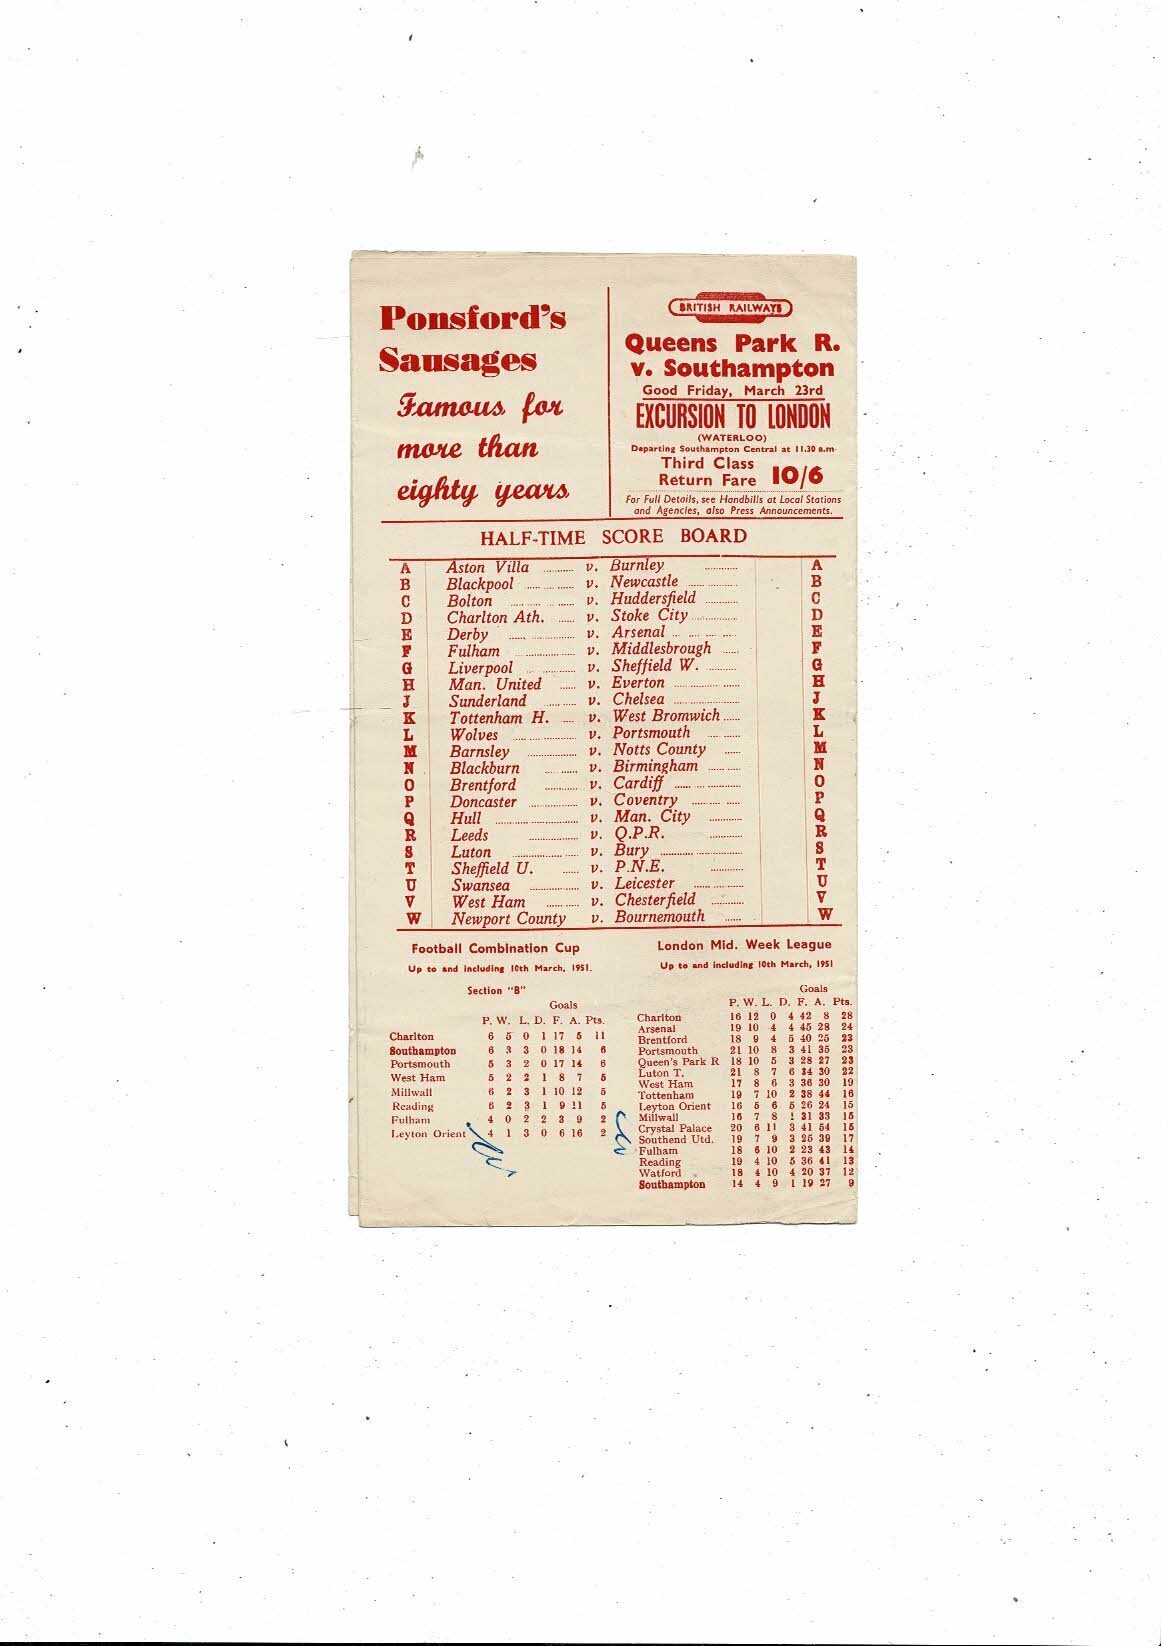 Ponsford's
Sausages
Famous for
more than
eighty years
BRITISH RAILWAYS
Queens Park R.
v. Southampton
Good Friday, March 23rd
EXCURSION TO LONDON
(WATERLOO)
Departing Southampton Central at 11.30 a.m.
Third Class
Return Fare 10/6
For Full Details, see Handbills at Local Stations
and Agencies, also Press Announcements.
HALF-TIME SCORE BOARD
A Aston Villa v. Burnley A
B Blackpool v. Newcastle B
C Bolton v. Huddersfield C
D Charlton Ath. v. Stoke City D
E Derby v. Arsenal E
F Fulham v. Middlesbrough F
G Liverpool v. Sheffield W. G
H Man. United v. Everton H
J Sunderland v. Chelsea J
K Tottenham H. v. West Bromwich K
L Wolves v. Portsmouth L
M Barnsley v. Notts County M
N Blackburn v. Birmingham N
O Brentford v. Cardiff O
P Doncaster v. Coventry P
Q Hull v. Man. City Q
R Leeds v. Q.P.R. R
S Luton v. Bury S
T Sheffield U. v. P.N.E. T
U Swansea v. Leicester U
V West Ham v. Chesterfield V
W Newport County v. Bournemouth W
Football Combination Cup
Up to and including 10th March, 1951.
Section "B"
Goals
P. W. L. D. F. A. Pts.
Charlton 6 5 0 1 17 5 11
Southampton 6 3 3 0 18 14 6
Portsmouth 5 3 2 0 17 14 6
West Ham 5 2 2 1 8 7 5
Millwall 6 2 3 1 10 12 5
Reading 6 2 3 1 9 11 5
Fulham 4 0 2 2 3 9 2
Leyton Orient 4 1 3 0 6 16 2
London Mid. Week League
Up to and including 10th March, 1951
Goals
P. W. L. D. F. A. Pts.
Charlton 16 12 0 4 42 8 28
Arsenal 19 10 4 4 45 28 24
Brentford 18 9 4 5 40 25 23
Portsmouth 21 10 8 3 41 35 23
Queen's Park R 18 10 5 3 28 27 23
Luton T. 21 8 7 6 34 30 22
West Ham 17 8 6 3 36 30 19
Tottenham 19 7 10 2 38 44 16
Leyton Orient 16 5 6 5 26 24 15
Millwall 16 7 8 1 31 33 15
Crystal Palace 20 6 11 3 41 54 15
Southend Utd. 19 7 9 3 25 39 17
Fulham 18 6 10 2 23 43 14
Reading 19 4 10 5 36 41 13
Watford 18 4 10 4 20 37 12
Southampton 14 4 9 1 19 27 9